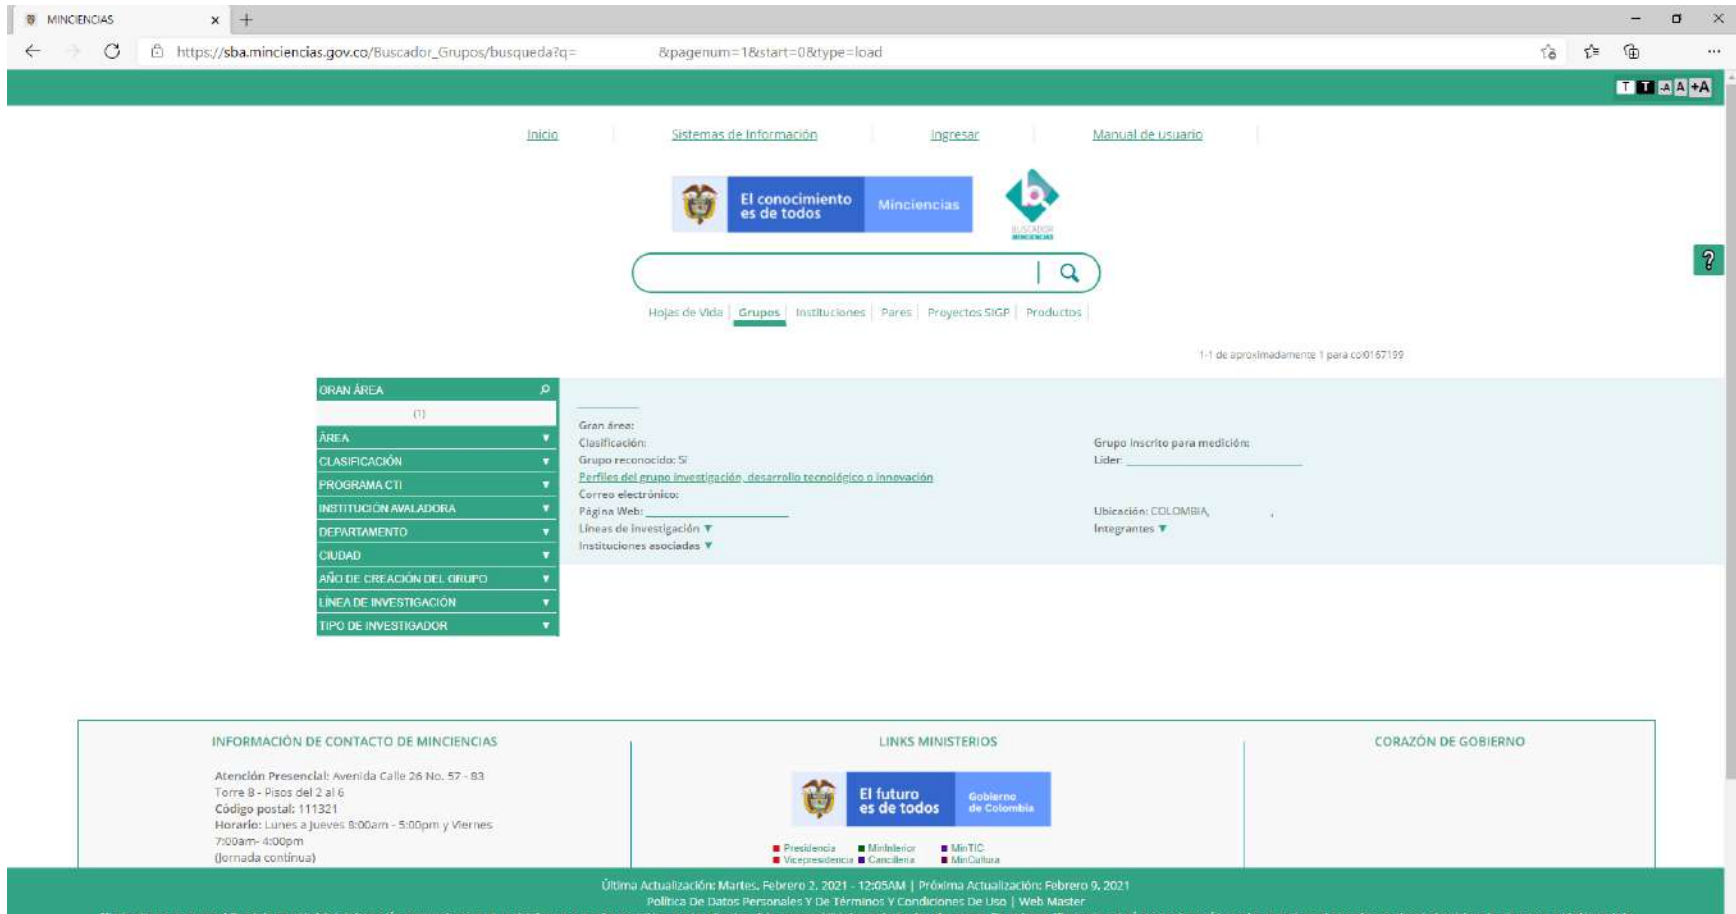 MINCIENCIAS
https://sba.minciencias.gov.co/Buscador_Grupos/busqueda?q= &pagenum=1&start=0&type=load
T T -A A +A
Inicio Sistemas de Información Ingresar Manual de usuario
El conocimiento
es de todos
Minciencias
BUSCADOR
MINCIENCIAS
?
Hojas de Vida Grupos Instituciones Pares Proyectos SIGP Productos
1-1 de aproximadamente 1 para col0167199
GRAN ÁREA
(1)
ÁREA
CLASIFICACIÓN
PROGRAMA CTI
INSTITUCIÓN AVALADORA
DEPARTAMENTO
CIUDAD
AÑO DE CREACIÓN DEL GRUPO
LÍNEA DE INVESTIGACIÓN
TIPO DE INVESTIGADOR
Gran área:
Clasificación: Grupo inscrito para medición:
Grupo reconocido: Sí Lider:
Perfiles del grupo investigación, desarrollo tecnológico o innovación
Correo electrónico:
Página Web: Ubicación: COLOMBIA, ,
Líneas de investigación ▼ Integrantes ▼
Instituciones asociadas ▼
INFORMACIÓN DE CONTACTO DE MINCIENCIAS
Atención Presencial: Avenida Calle 26 No. 57 - 83
Torre 8 - Pisos del 2 al 6
Código postal: 111321
Horario: Lunes a Jueves 8:00am - 5:00pm y Viernes
7:00am- 4:00pm
(Jornada contínua)
LINKS MINISTERIOS
El futuro
es de todos
Gobierno
de Colombia
Presidencia MinInterior MinTIC
Vicepresidencia Cancillería MinCultura
CORAZÓN DE GOBIERNO
Última Actualización: Martes, Febrero 2, 2021 - 12:05AM | Próxima Actualización: Febrero 9, 2021
Política De Datos Personales Y De Términos Y Condiciones De Uso | Web Master